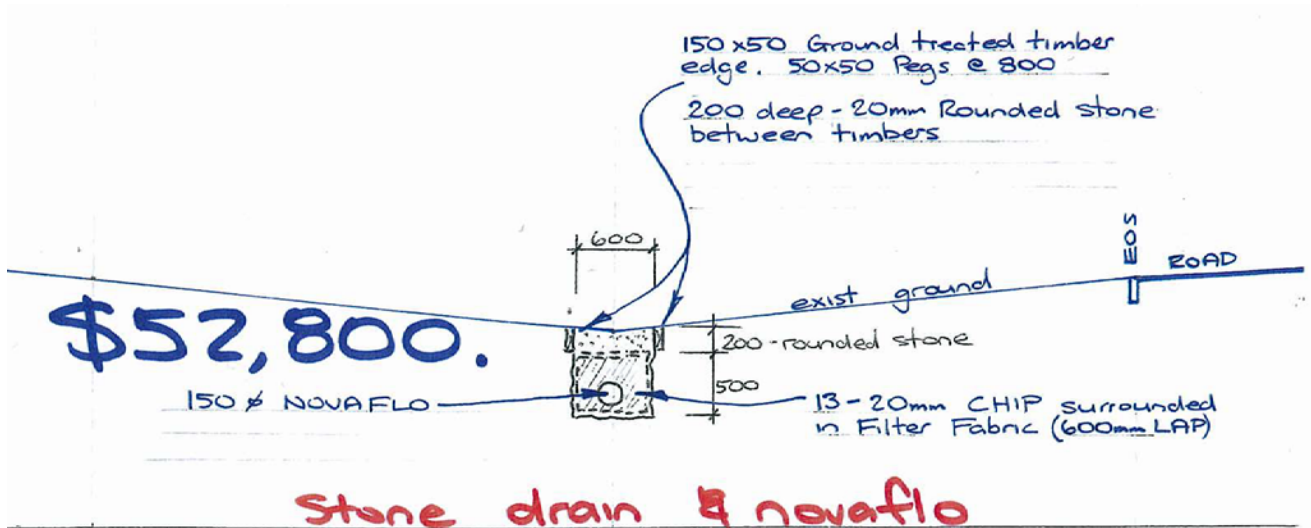 150x50 Ground treated timber
edge. 50x50 Pegs @ 800
200 deep - 20mm Rounded stone
between timbers
600
EOS
ROAD
exist ground
$52,800.
200 - rounded stone
500
150 ø NOVAFLO
13-20mm CHIP surrounded
in Filter Fabric (600mm LAP)
Stone drain & novaflo